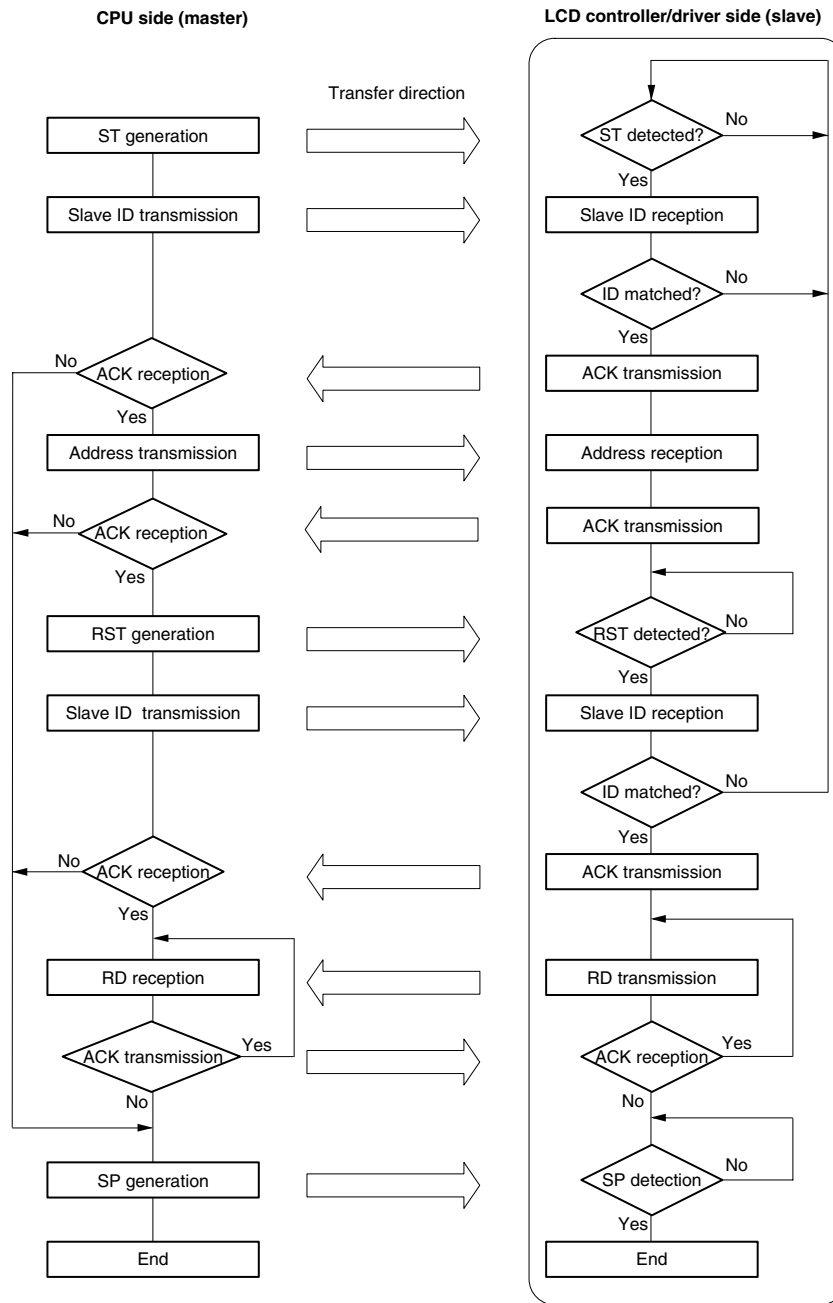 CPU side (master)
LCD controller/driver side (slave)
Transfer direction
ST generation
ST detected?
No
Yes
Slave ID transmission
Slave ID reception
ID matched?
No
Yes
No
ACK reception
Yes
ACK transmission
Address transmission
Address reception
No
ACK reception
Yes
ACK transmission
RST generation
RST detected?
No
Yes
Slave ID transmission
Slave ID reception
ID matched?
No
Yes
No
ACK reception
Yes
ACK transmission
RD reception
RD transmission
ACK transmission
Yes
No
ACK reception
Yes
No
SP generation
SP detection
No
Yes
End
End